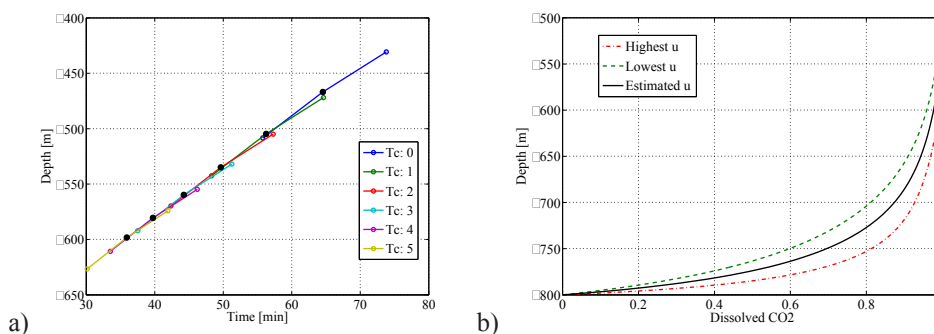 □400
□450
□500
□550
□600
□650
Depth [m]
30 40 50 60 70 80
Time [min]
Tc: 0
Tc: 1
Tc: 2
Tc: 3
Tc: 4
Tc: 5
a)
□500
□550
□600
□650
□700
□750
□800
Depth [m]
0 0.2 0.4 0.6 0.8
Dissolved CO2
Highest u
Lowest u
Estimated u
b)